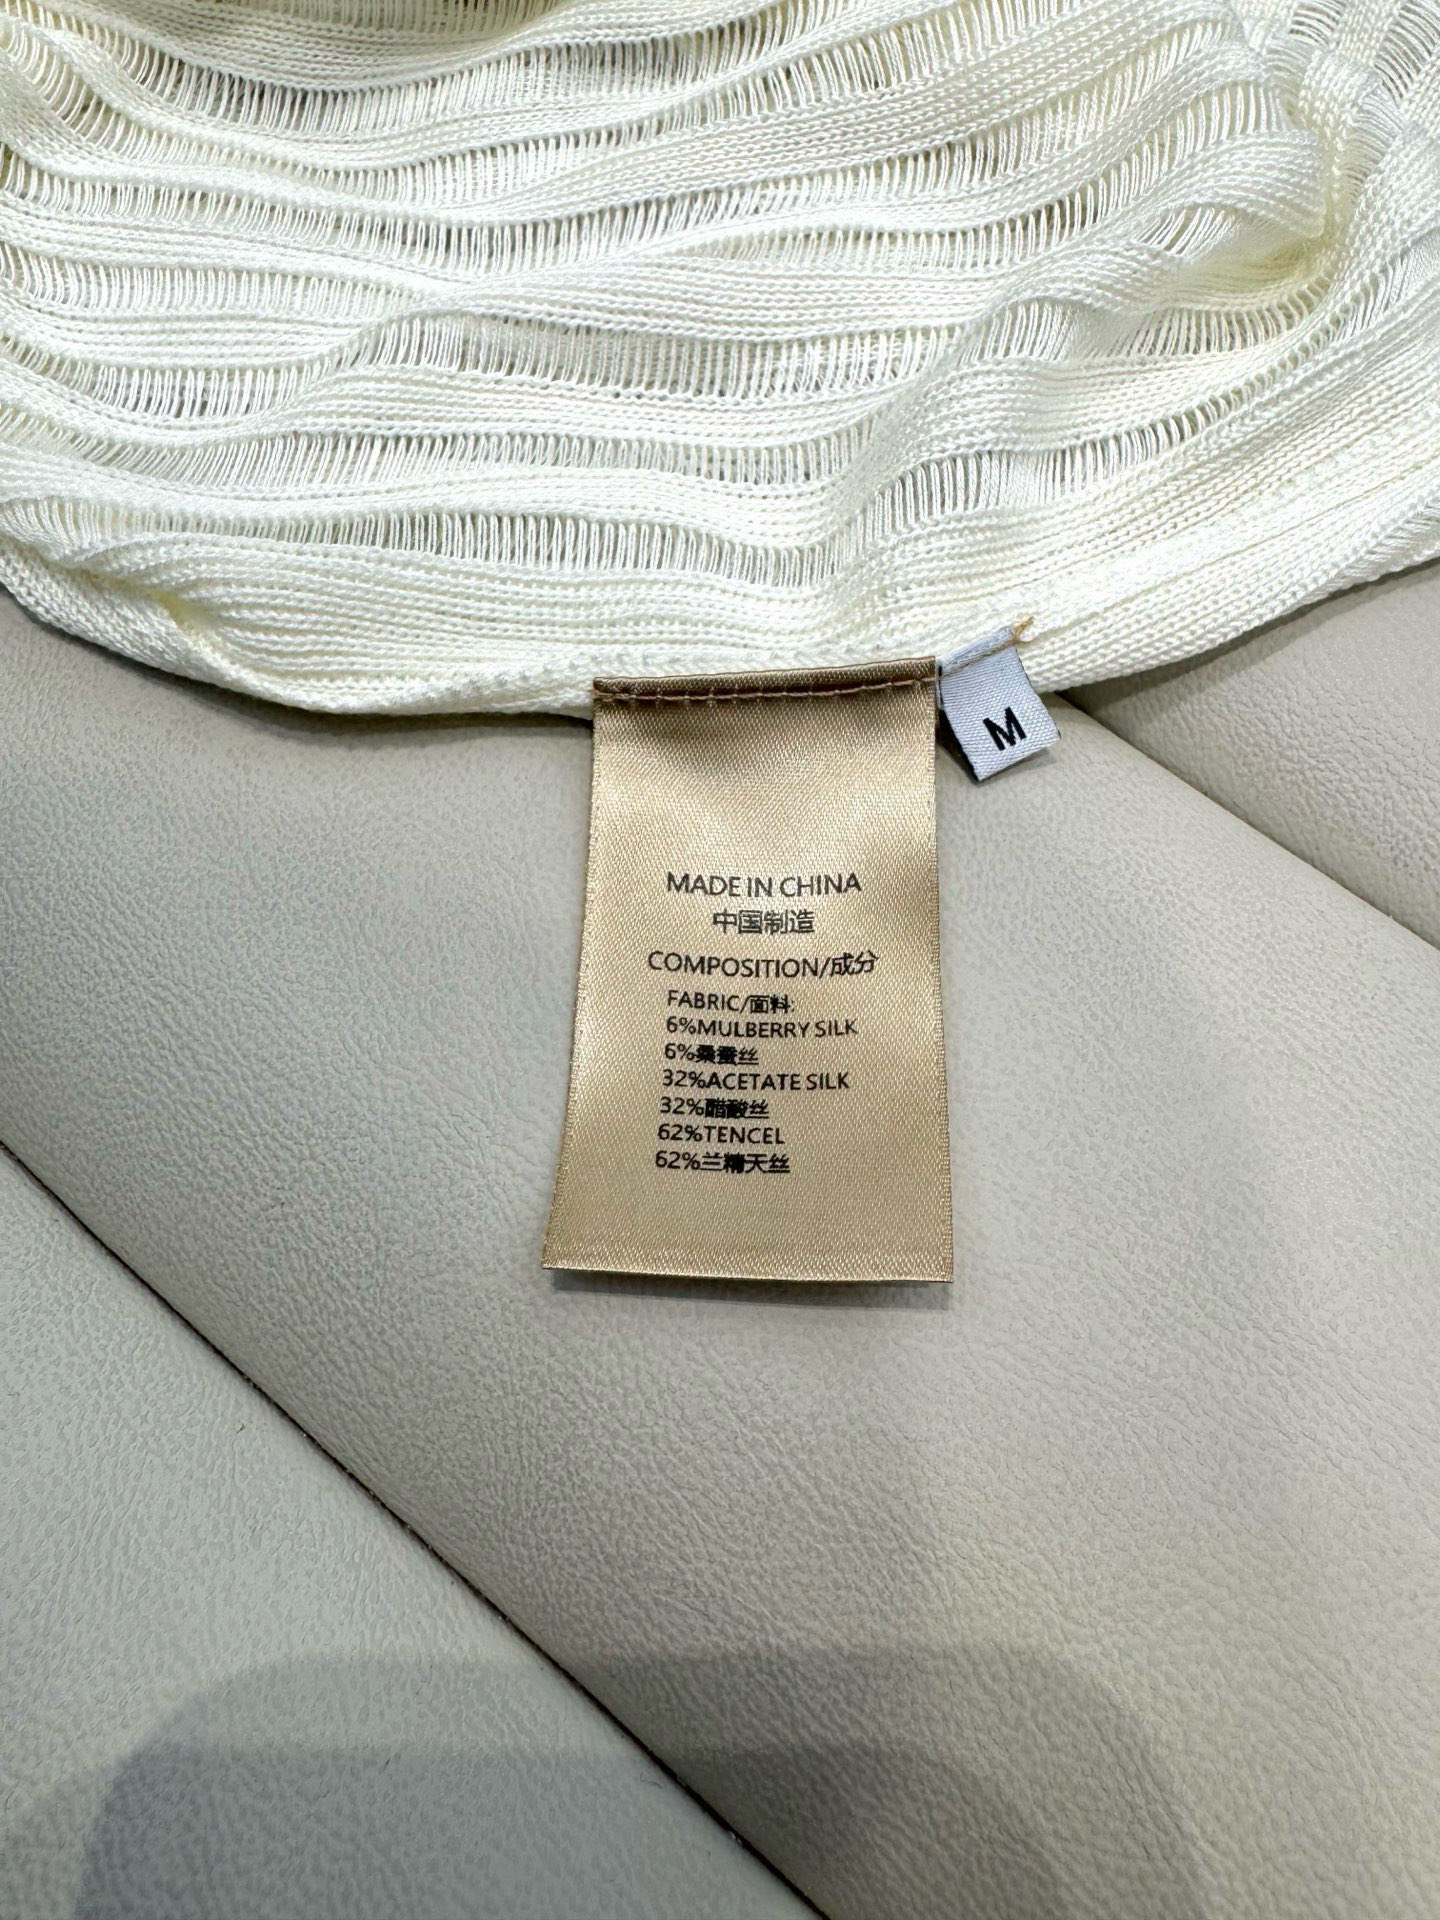 M
MADE IN CHINA
中国制造
COMPOSITION/成分
FABRIC/面料:
6%MULBERRY SILK
6%桑蚕丝
32%ACETATE SILK
32%醋酸丝
62%TENCEL
62%兰精天丝